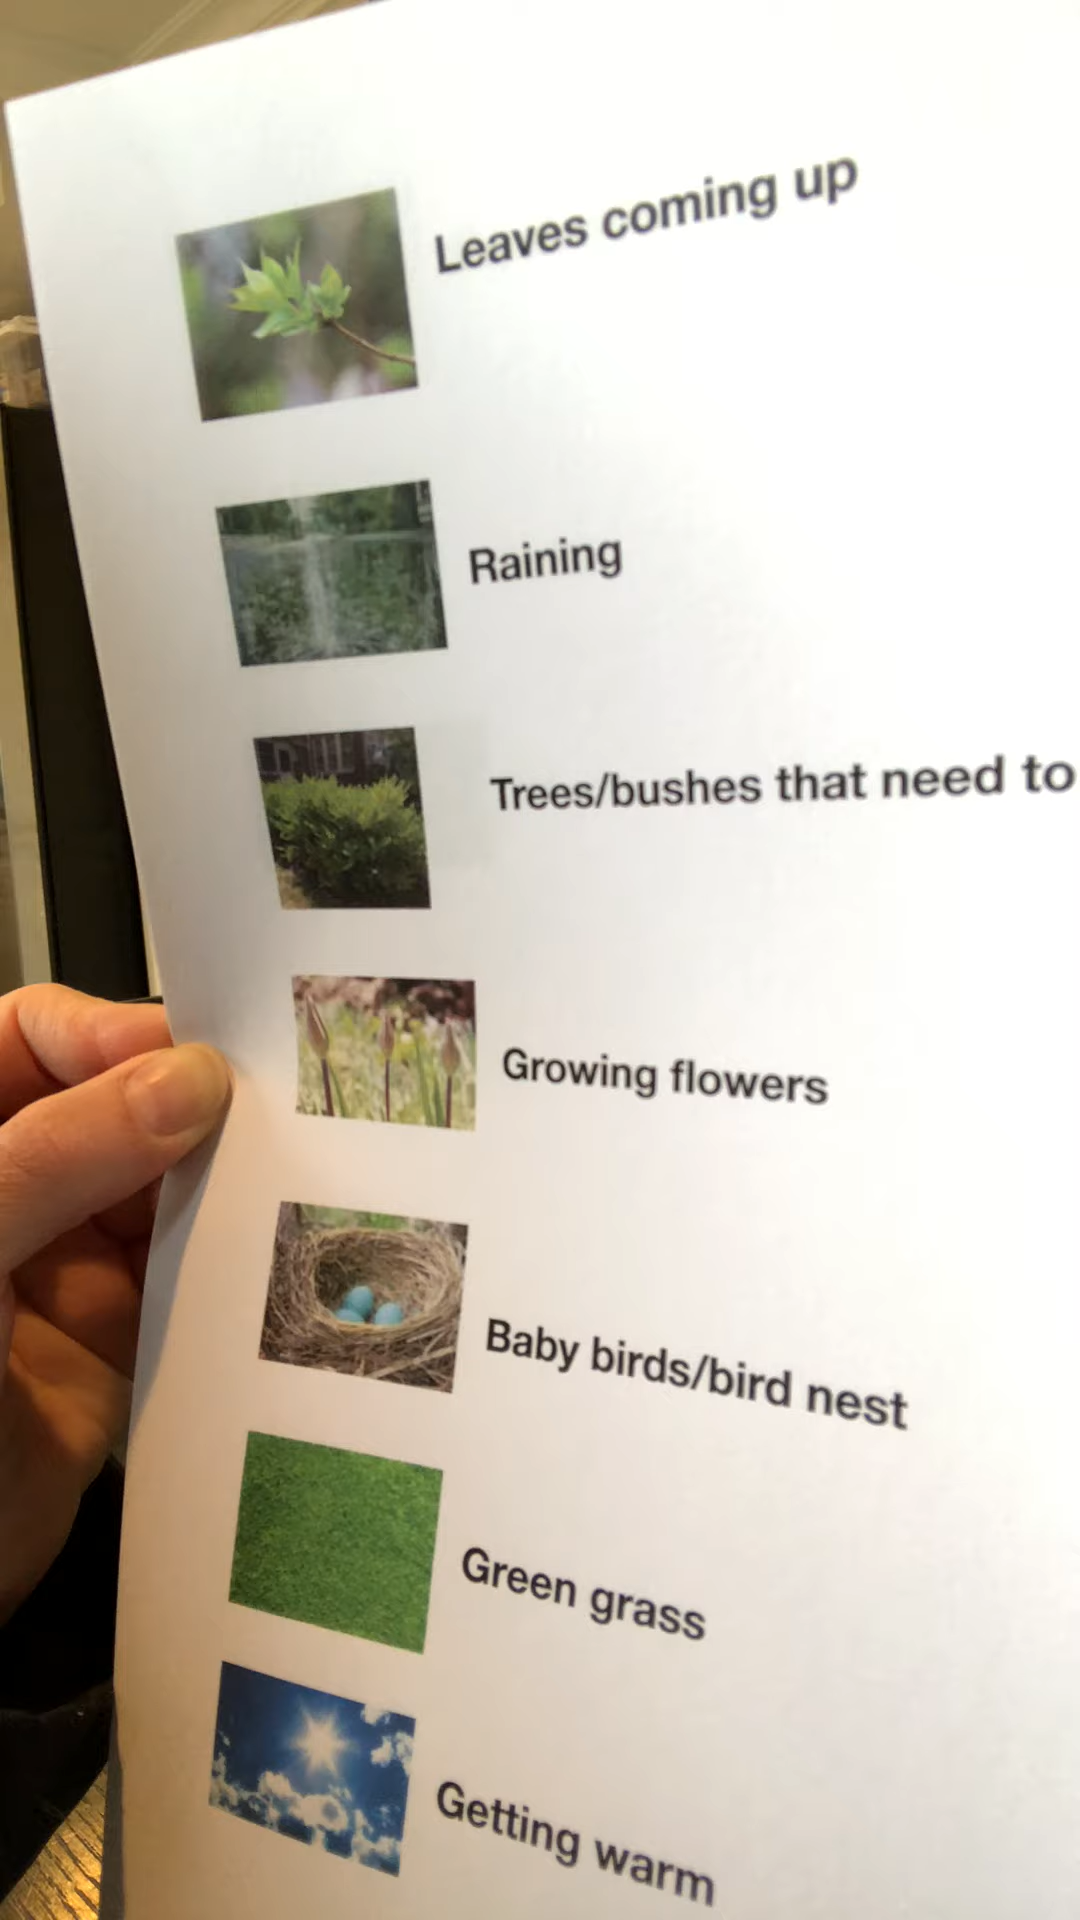 Leaves coming up
Raining
Trees/bushes that need to
Growing flowers
Baby birds/bird nest
Green grass
Getting warm